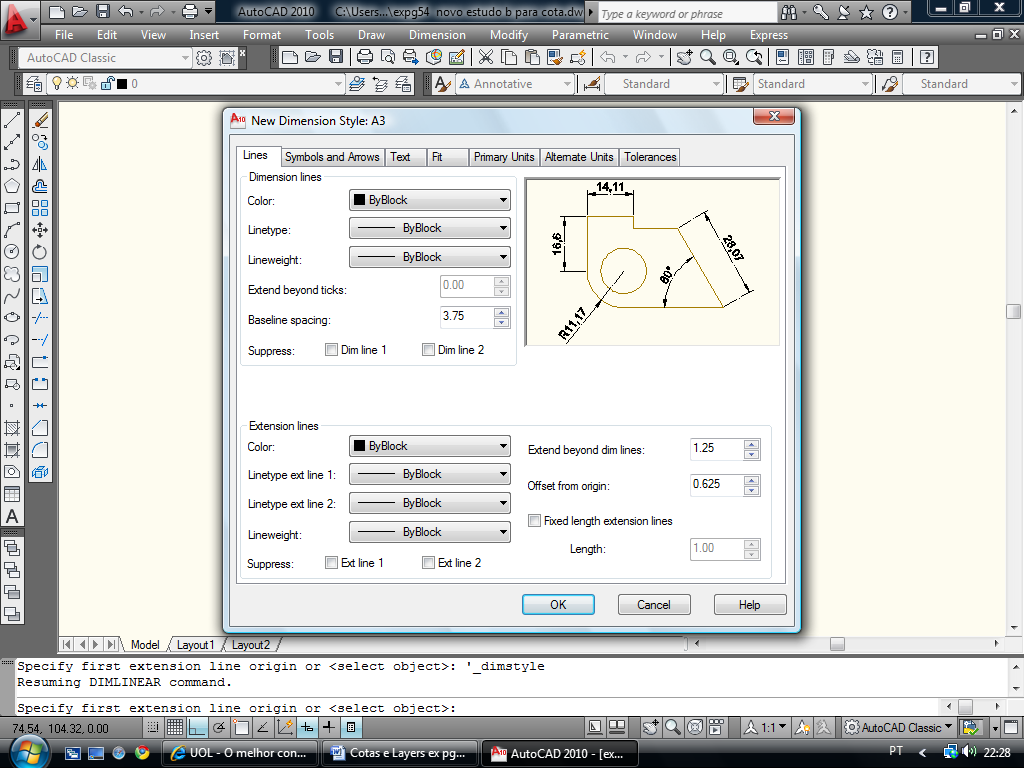 AutoCAD 2010 C:\Users...\expg54_novo estudo b para cota.dw Type a keyword or phrase
File Edit View Insert Format Tools Draw Dimension Modify Parametric Window Help Express
AutoCAD Classic
0 Annotative Standard Standard Standard
New Dimension Style: A3
Lines Symbols and Arrows Text Fit Primary Units Alternate Units Tolerances
Dimension lines
Color: ByBlock
Linetype: ByBlock
Lineweight: ByBlock
Extend beyond ticks: 0.00
Baseline spacing: 3.75
Suppress: Dim line 1 Dim line 2
14,11
16,6
28,07
60°
R11,17
Extension lines
Color: ByBlock
Linetype ext line 1: ByBlock
Linetype ext line 2: ByBlock
Lineweight: ByBlock
Suppress: Ext line 1 Ext line 2
Extend beyond dim lines: 1.25
Offset from origin: 0.625
Fixed length extension lines
Length: 1.00
OK Cancel Help
Model Layout1 Layout2
Specify first extension line origin or <select object>: '_dimstyle
Resuming DIMLINEAR command.
Specify first extension line origin or <select object>:
74,54, 104.32, 0.00 1:1 AutoCAD Classic
UOL - O melhor con... Cotas e Layers ex pg... AutoCAD 2010 - [ex... PT 22:28